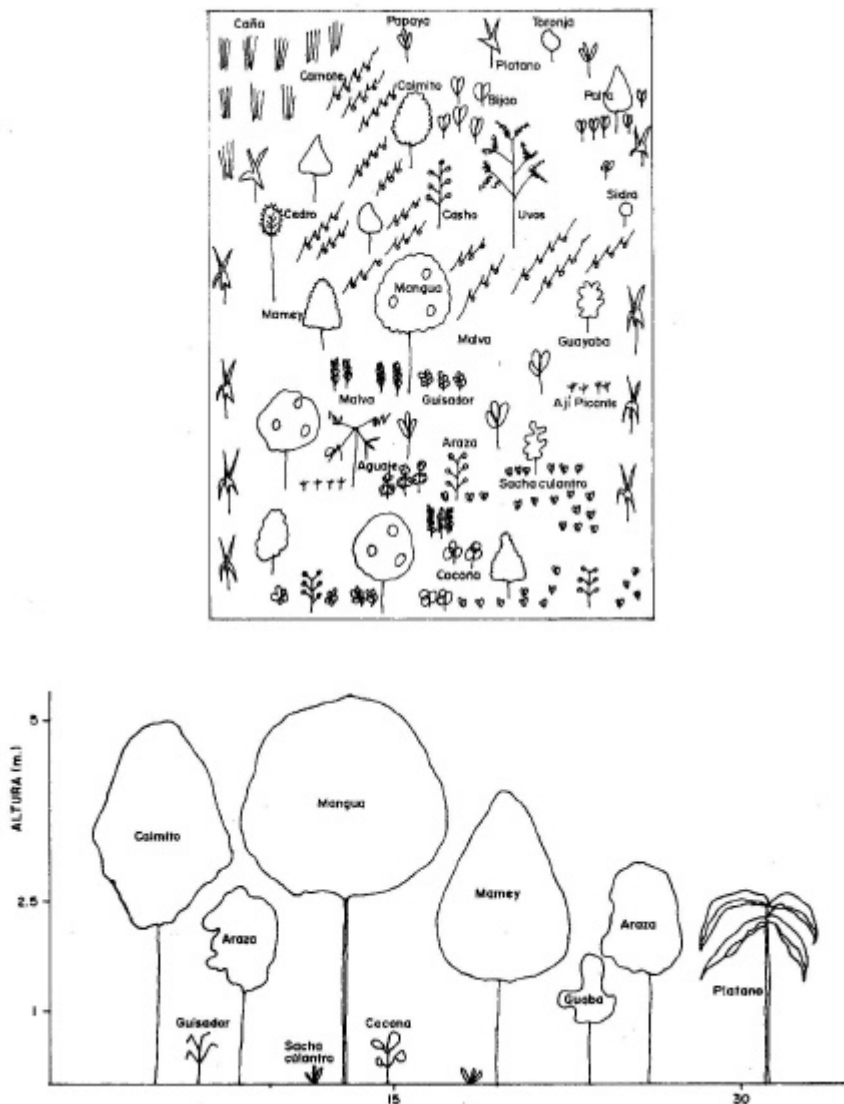 Caña
Papaya
Toronja
Platano
Camote
Caimito
Bijao
Palta
Cedro
Casho
Uvos
Sidra
Mamey
Mangua
Malva
Guayaba
Malva
Guisador
Ají Picante
Araza
Aguaje
Sacha culantro
Cocona
ALTURA (m.)
5
2.5
1
Caimito
Mangua
Mamey
Araza
Araza
Guaba
Platano
Guisador
Sacha
culantro
Cocona
15
30